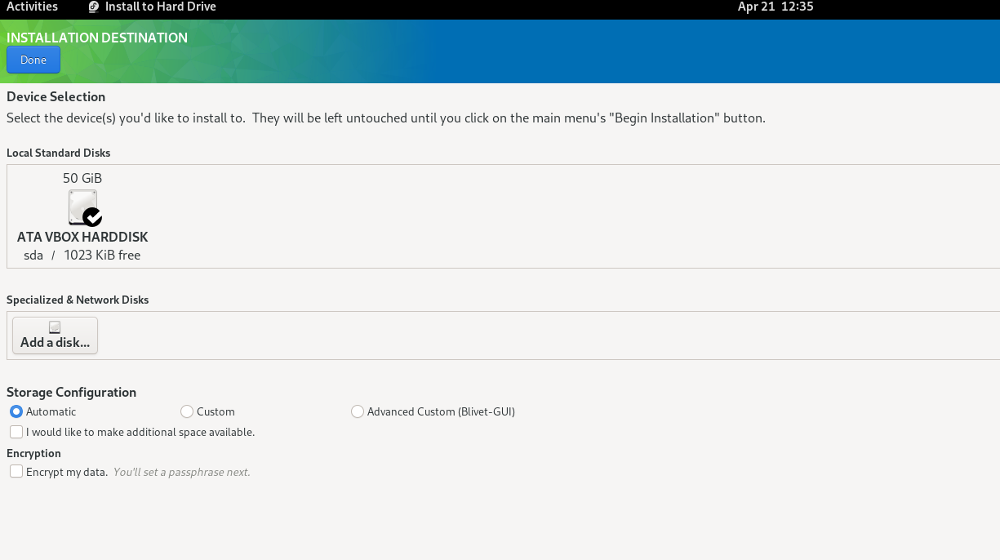 Activities Install to Hard Drive Apr 21 12:35
INSTALLATION DESTINATION
Done
Device Selection
Select the device(s) you'd like to install to. They will be left untouched until you click on the main menu's "Begin Installation" button.
Local Standard Disks
50 GiB
ATA VBOX HARDDISK
sda / 1023 KiB free
Specialized & Network Disks
Add a disk...
Storage Configuration
Automatic Custom Advanced Custom (Blivet-GUI)
I would like to make additional space available.
Encryption
Encrypt my data. You'll set a passphrase next.